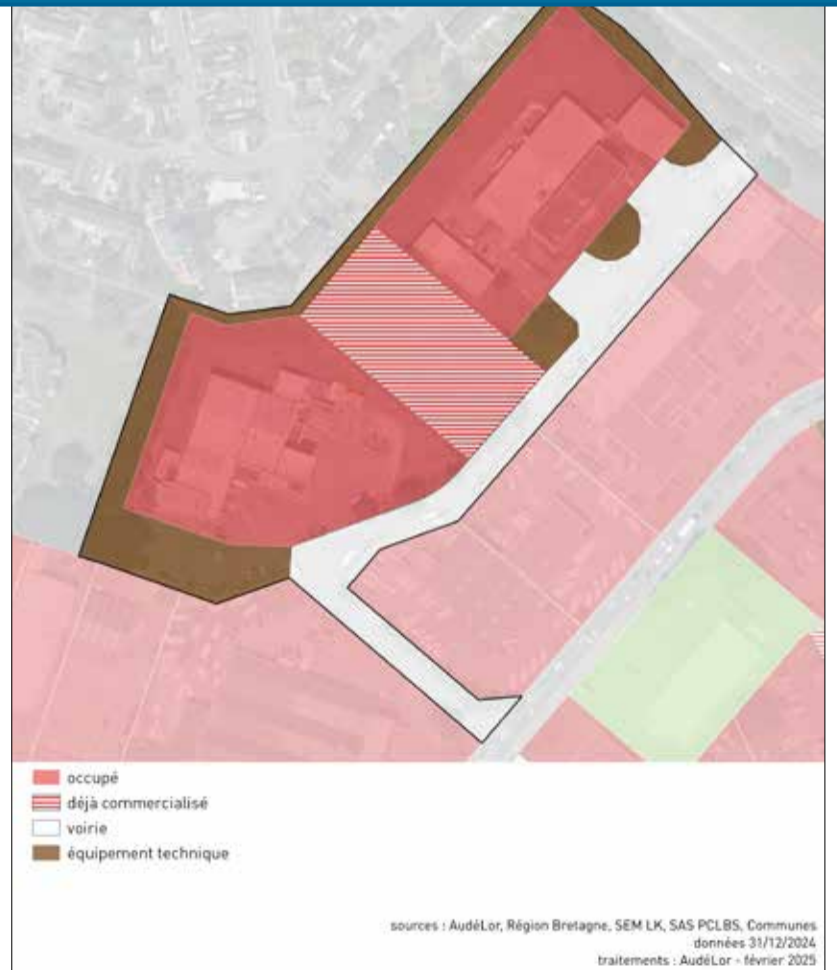 occupé
déjà commercialisé
voirie
équipement technique
sources : AudéLor, Région Bretagne, SEM LK, SAS PCLBS, Communes
données 31/12/2024
traitements : AudéLor - février 2025